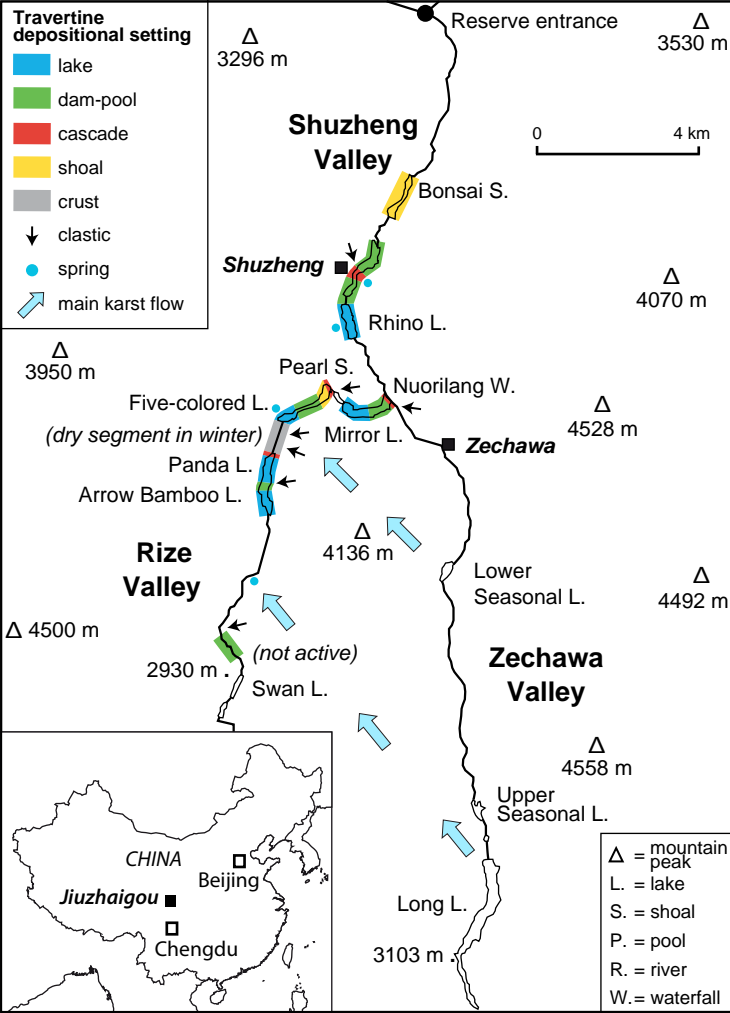 Travertine
depositional setting
lake
dam-pool
cascade
shoal
crust
clastic
spring
main karst flow
Reserve entrance
3296 m
3530 m
Shuzheng
Valley
0 4 km
Bonsai S.
Shuzheng
4070 m
Rhino L.
3950 m
Pearl S.
Nuorilang W.
Five-colored L.
4528 m
(dry segment in winter)
Mirror L.
Zechawa
Panda L.
Arrow Bamboo L.
4136 m
Rize
Valley
Lower
Seasonal L.
4492 m
4500 m
(not active)
2930 m
Swan L.
Zechawa
Valley
4558 m
Upper
Seasonal L.
CHINA
Beijing
Jiuzhaigou
Chengdu
Long L.
3103 m
Δ = mountain
peak
L. = lake
S. = shoal
P. = pool
R. = river
W. = waterfall